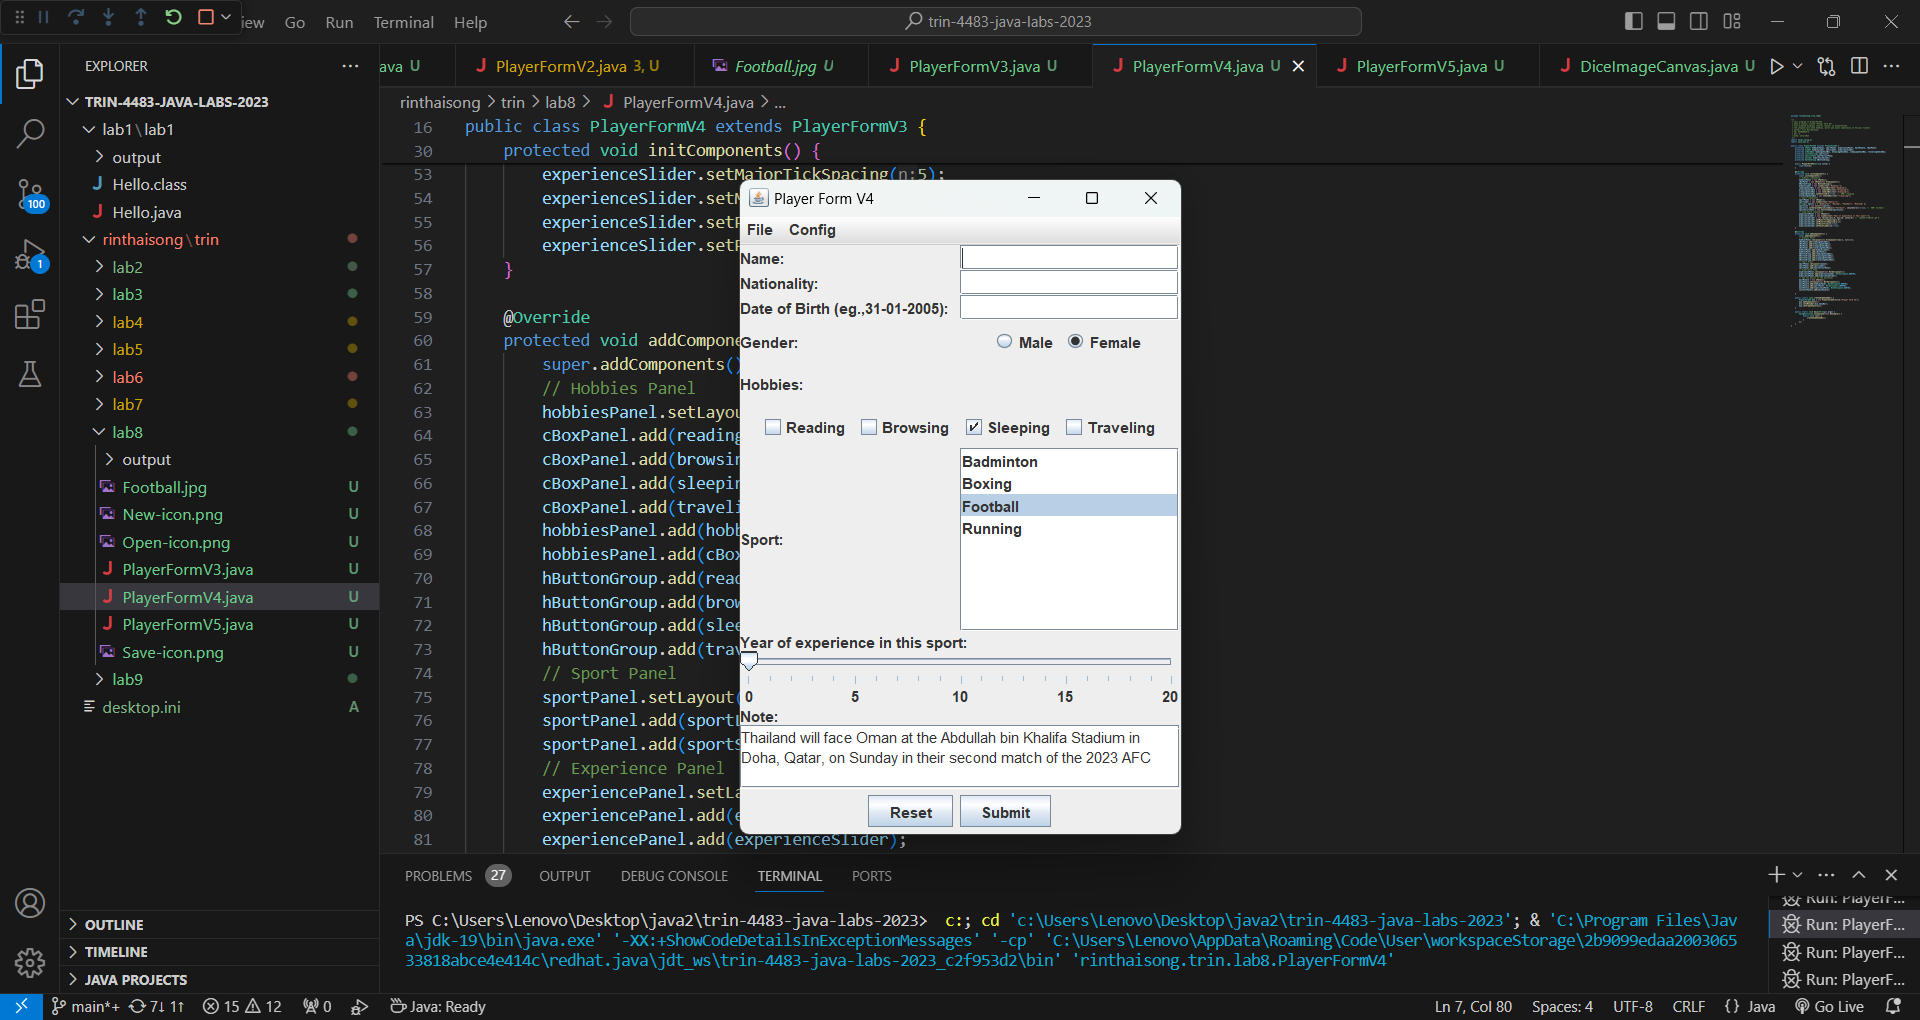 iew Go Run Terminal Help
trin-4483-java-labs-2023
EXPLORER
TRIN-4483-JAVA-LABS-2023
lab1 \ lab1
output
Hello.class
Hello.java
rinthaisong \ trin
lab2
lab3
lab4
lab5
lab6
lab7
lab8
output
Football.jpg U
New-icon.png U
Open-icon.png U
PlayerFormV3.java U
PlayerFormV4.java U
PlayerFormV5.java U
Save-icon.png U
lab9
desktop.ini A
OUTLINE
TIMELINE
JAVA PROJECTS
100
1
ava U
PlayerFormV2.java 3, U
Football.jpg U
PlayerFormV3.java U
PlayerFormV4.java U
PlayerFormV5.java U
DiceImageCanvas.java U
rinthaisong > trin > lab8 > PlayerFormV4.java > ...
16 public class PlayerFormV4 extends PlayerFormV3 {
30 protected void initComponents() {
53 experienceSlider.setMajorTickSpacing(n:5);
54 experienceSlider.setM
55 experienceSlider.setP
56 experienceSlider.setP
57 }
58
59 @Override
60 protected void addCompone
61 super.addComponents()
62 // Hobbies Panel
63 hobbiesPanel.setLayou
64 cBoxPanel.add(reading
65 cBoxPanel.add(browsin
66 cBoxPanel.add(sleepin
67 cBoxPanel.add(traveli
68 hobbiesPanel.add(hobb
69 hobbiesPanel.add(cBox
70 hButtonGroup.add(read
71 hButtonGroup.add(brow
72 hButtonGroup.add(slee
73 hButtonGroup.add(trav
74 // Sport Panel
75 sportPanel.setLayout(
76 sportPanel.add(sportL
77 sportPanel.add(sportS
78 // Experience Panel
79 experiencePanel.setLa
80 experiencePanel.add(e
81 experiencePanel.add(experienceSlider);
Player Form V4
File Config
Name:
Nationality:
Date of Birth (eg.,31-01-2005):
Gender: Male Female
Hobbies:
Reading Browsing Sleeping Traveling
Badminton
Boxing
Football
Running
Sport:
Year of experience in this sport:
0 5 10 15 20
Note:
Thailand will face Oman at the Abdullah bin Khalifa Stadium in
Doha, Qatar, on Sunday in their second match of the 2023 AFC
Reset Submit
PROBLEMS 27 OUTPUT DEBUG CONSOLE TERMINAL PORTS
PS C:\Users\Lenovo\Desktop\java2\trin-4483-java-labs-2023> c:; cd 'c:\Users\Lenovo\Desktop\java2\trin-4483-java-labs-2023'; & 'C:\Program Files\Jav
a\jdk-19\bin\java.exe' '-XX:+ShowCodeDetailsInExceptionMessages' '-cp' 'C:\Users\Lenovo\AppData\Roaming\Code\User\workspaceStorage\2b9099edaa2003065
33818abce4e414c\redhat.java\jdt_ws\trin-4483-java-labs-2023_c2f953d2\bin' 'rinthaisong.trin.lab8.PlayerFormV4'
Run: PlayerF...
Run: PlayerF...
Run: PlayerF...
Run: PlayerF...
main*+ 7↓ 1↑ 15 12 0 Java: Ready
Ln 7, Col 80 Spaces: 4 UTF-8 CRLF {} Java Go Live